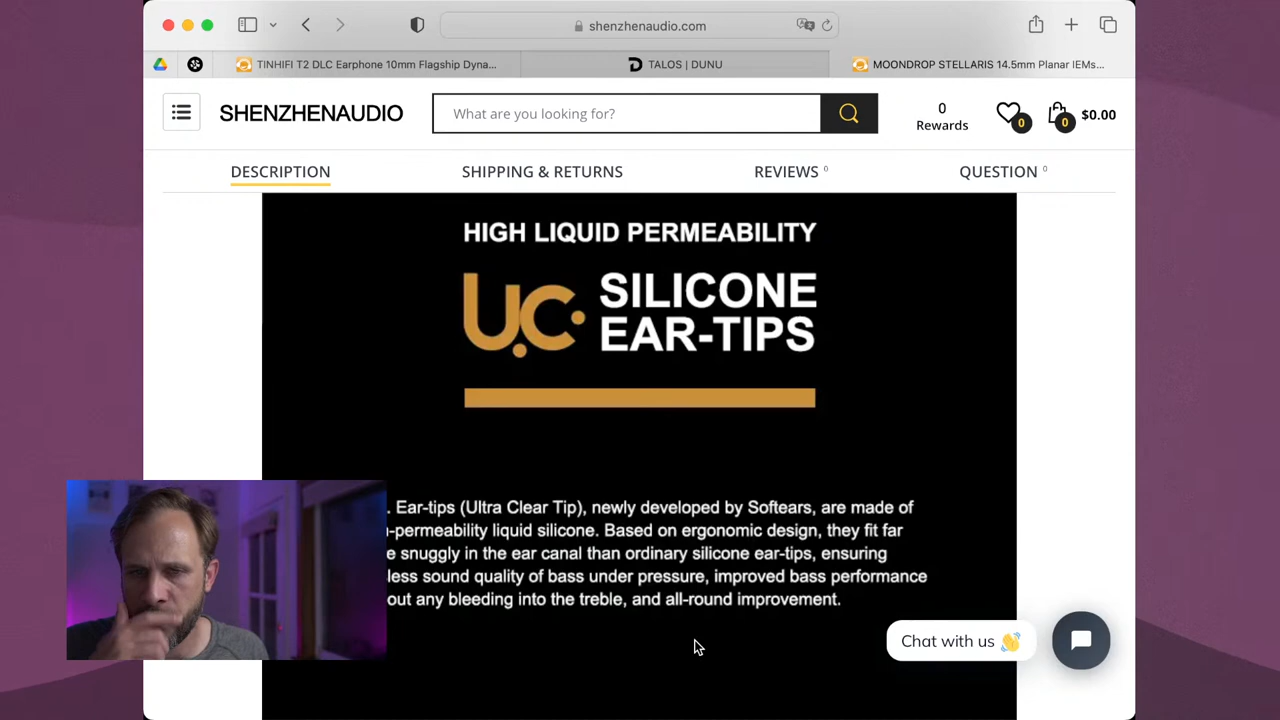 shenzhenaudio.com
TINHIFI T2 DLC Earphone 10mm Flagship Dyna...
TALOS | DUNU
MOONDROP STELLARIS 14.5mm Planar IEMs...
SHENZHENAUDIO
What are you looking for?
0
Rewards
0
0
$0.00
DESCRIPTION
SHIPPING & RETURNS
REVIEWS 0
QUESTION 0
HIGH LIQUID PERMEABILITY
U.C.
SILICONE
EAR-TIPS
. Ear-tips (Ultra Clear Tip), newly developed by Softears, are made of
-permeability liquid silicone. Based on ergonomic design, they fit far
e snuggly in the ear canal than ordinary silicone ear-tips, ensuring
less sound quality of bass under pressure, improved bass performance
out any bleeding into the treble, and all-round improvement.
Chat with us 👋